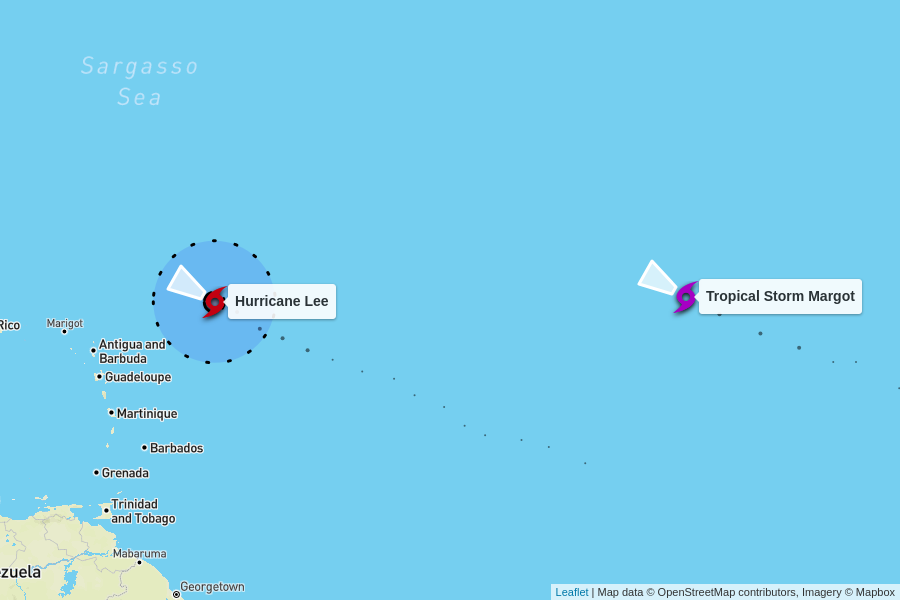 Sargasso
Sea
Hurricane Lee
Tropical Storm Margot
Rico
Marigot
Antigua and
Barbuda
Guadeloupe
Martinique
Barbados
Grenada
Trinidad
and Tobago
Mabaruma
ezuela
Georgetown
Leaflet | Map data © OpenStreetMap contributors, Imagery © Mapbox